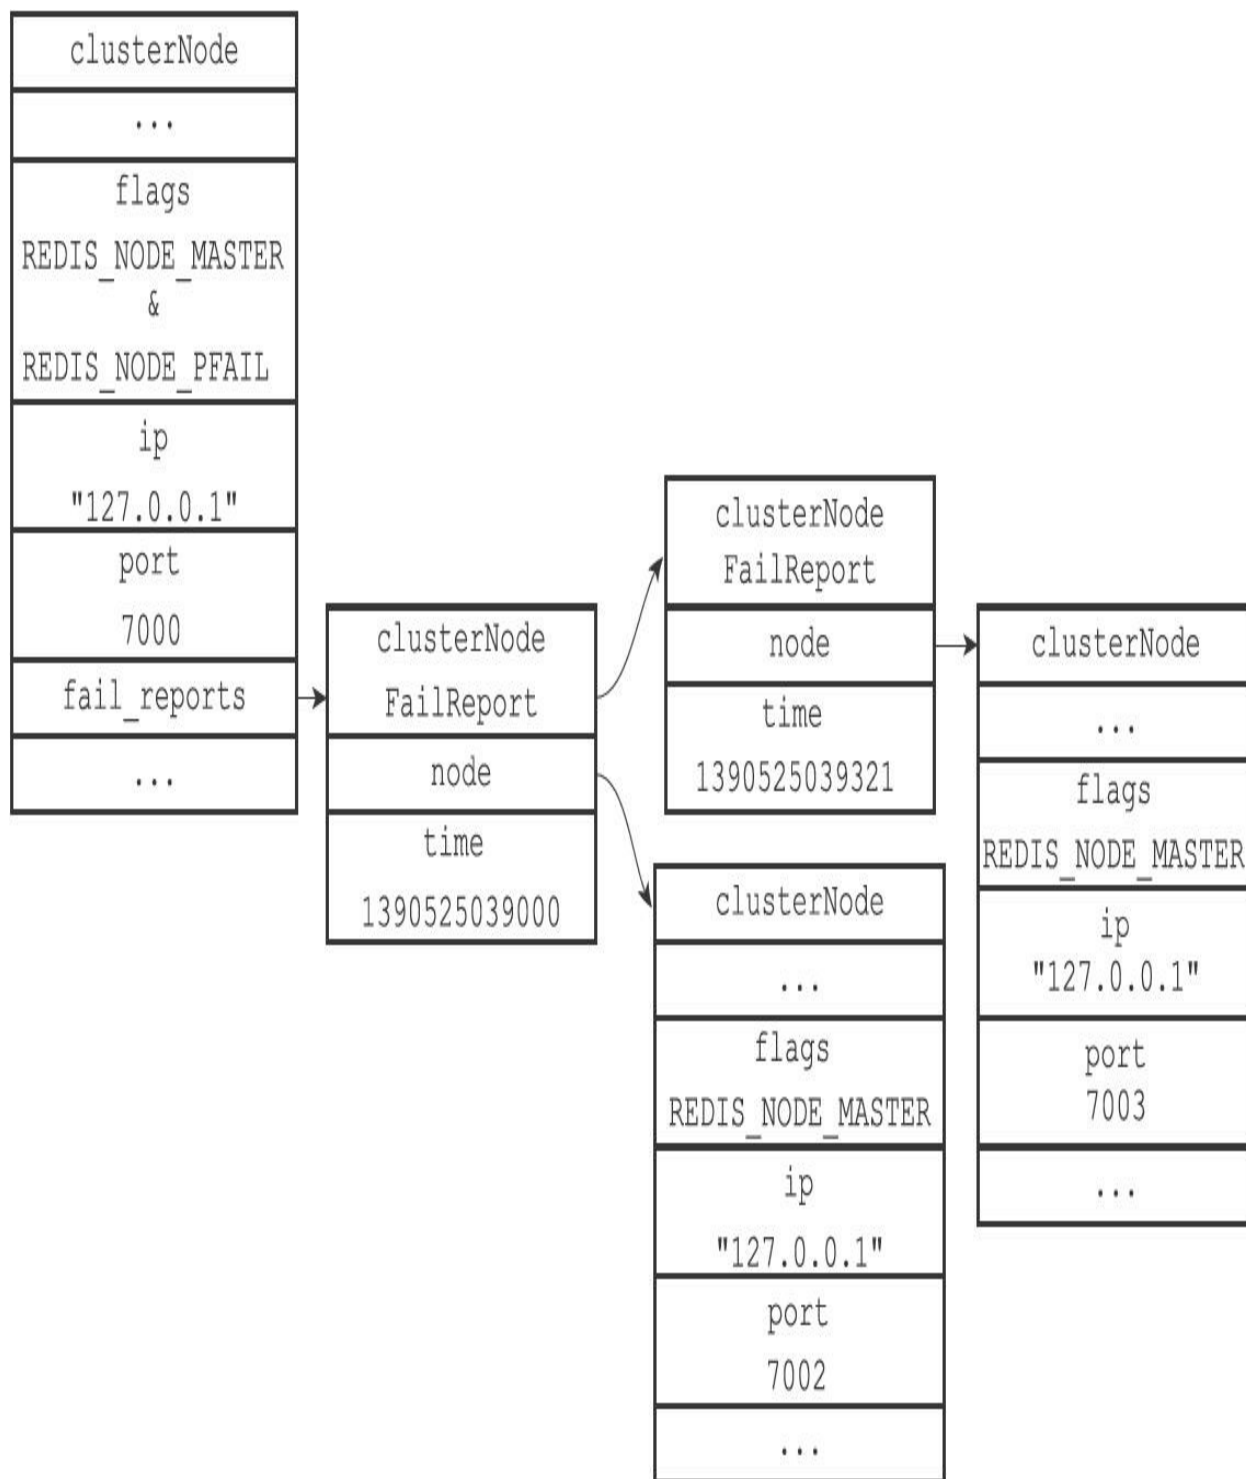 clusterNode
...
flags
REDIS_NODE_MASTER
&
REDIS_NODE_PFAIL
ip
"127.0.0.1"
port
7000
fail_reports
...
clusterNode
FailReport
node
time
1390525039000
clusterNode
FailReport
node
time
1390525039321
clusterNode
...
flags
REDIS_NODE_MASTER
ip
"127.0.0.1"
port
7002
...
clusterNode
...
flags
REDIS_NODE_MASTER
ip
"127.0.0.1"
port
7003
...